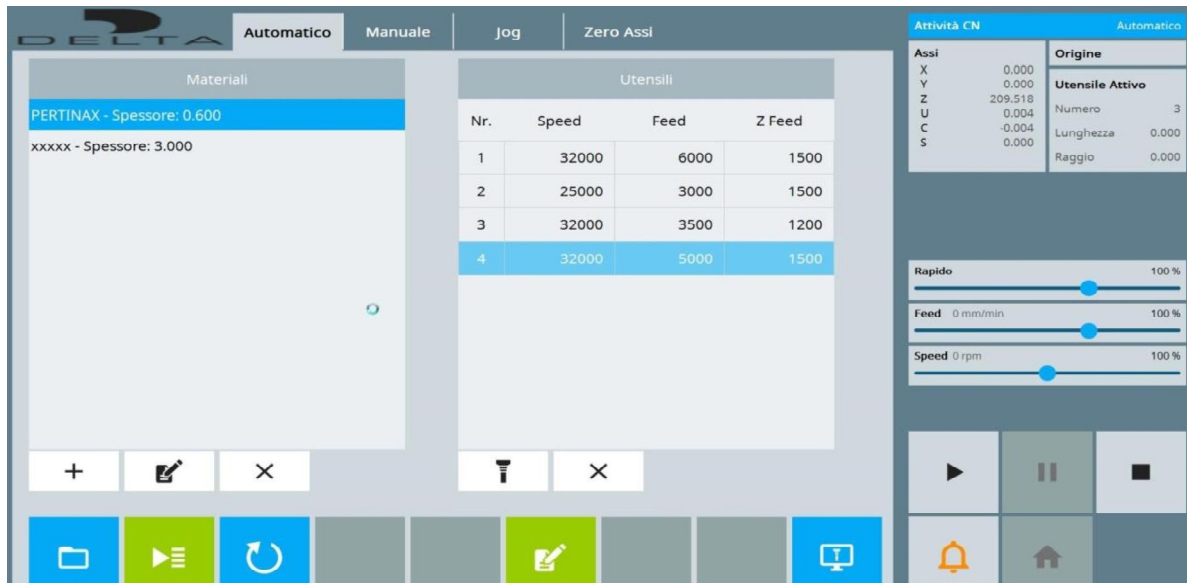 DELTA
Automatico Manuale Jog Zero Assi
Materiali
PERTINAX - Spessore: 0.600
xxxxx - Spessore: 3.000
Utensili
Nr. Speed Feed Z Feed
1 32000 6000 1500
2 25000 3000 1500
3 32000 3500 1200
4 32000 5000 1500
Attività CN Automatico
Assi
X 0.000
Y 0.000
Z 209.518
U 0.004
C -0.004
S 0.000
Origine
Utensile Attivo
Numero 3
Lunghezza 0.000
Raggio 0.000
Rapido 100 %
Feed 0 mm/min 100 %
Speed 0 rpm 100 %